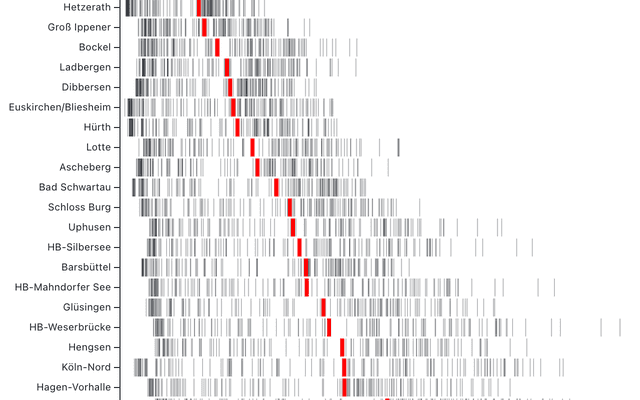 Hetzerath
Groß Ippener
Bockel
Ladbergen
Dibbersen
Euskirchen/Bliesheim
Hürth
Lotte
Ascheberg
Bad Schwartau
Schloss Burg
Uphusen
HB-Silbersee
Barsbüttel
HB-Mahndorfer See
Glüsingen
HB-Weserbrücke
Hengsen
Köln-Nord
Hagen-Vorhalle